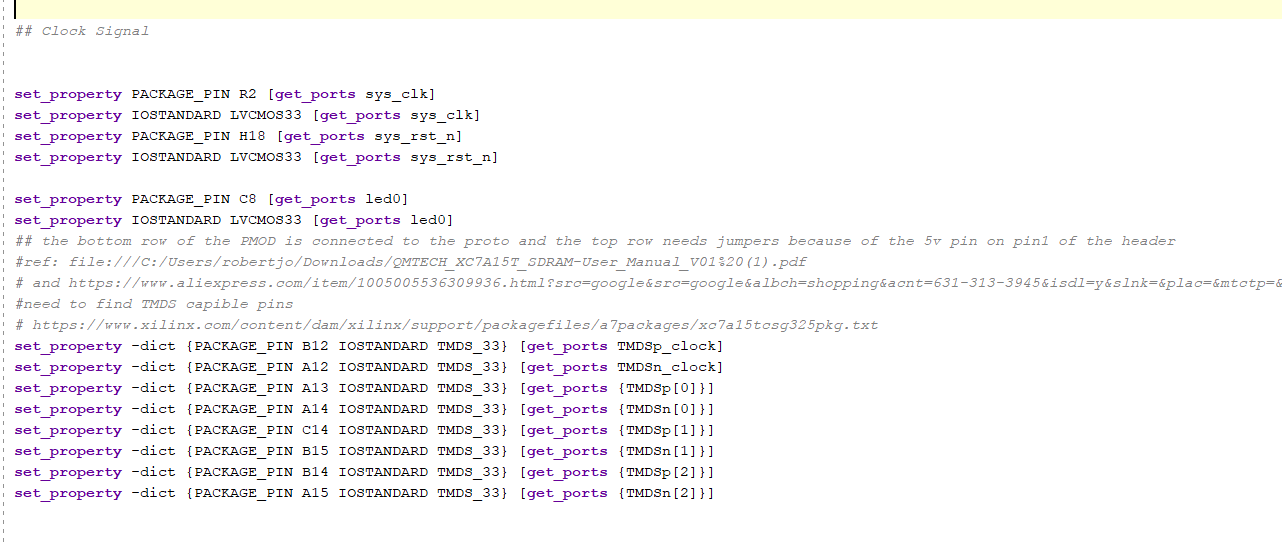 ## Clock Signal
set_property PACKAGE_PIN R2 [get_ports sys_clk]
set_property IOSTANDARD LVCMOS33 [get_ports sys_clk]
set_property PACKAGE_PIN H18 [get_ports sys_rst_n]
set_property IOSTANDARD LVCMOS33 [get_ports sys_rst_n]
set_property PACKAGE_PIN C8 [get_ports led0]
set_property IOSTANDARD LVCMOS33 [get_ports led0]
## the bottom row of the PMOD is connected to the proto and the top row needs jumpers because of the 5v pin on pin1 of the header
#ref: file:///C:/Users/robertjo/Downloads/QMTECH_XC7A15T_SDRAM-User_Manual_V01%20(1).pdf
# and https://www.aliexpress.com/item/1005005536309936.html?src=google&src=google&albch=shopping&acnt=631-313-3945&isdl=y&slnk=&plac=&mtctp=&
#need to find TMDS capible pins
# https://www.xilinx.com/content/dam/xilinx/support/packagefiles/a7packages/xc7a15tcsg325pkg.txt
set_property -dict {PACKAGE_PIN B12 IOSTANDARD TMDS_33} [get_ports TMDSp_clock]
set_property -dict {PACKAGE_PIN A12 IOSTANDARD TMDS_33} [get_ports TMDSn_clock]
set_property -dict {PACKAGE_PIN A13 IOSTANDARD TMDS_33} [get_ports {TMDSp[0]}]
set_property -dict {PACKAGE_PIN A14 IOSTANDARD TMDS_33} [get_ports {TMDSn[0]}]
set_property -dict {PACKAGE_PIN C14 IOSTANDARD TMDS_33} [get_ports {TMDSp[1]}]
set_property -dict {PACKAGE_PIN B15 IOSTANDARD TMDS_33} [get_ports {TMDSn[1]}]
set_property -dict {PACKAGE_PIN B14 IOSTANDARD TMDS_33} [get_ports {TMDSp[2]}]
set_property -dict {PACKAGE_PIN A15 IOSTANDARD TMDS_33} [get_ports {TMDSn[2]}]